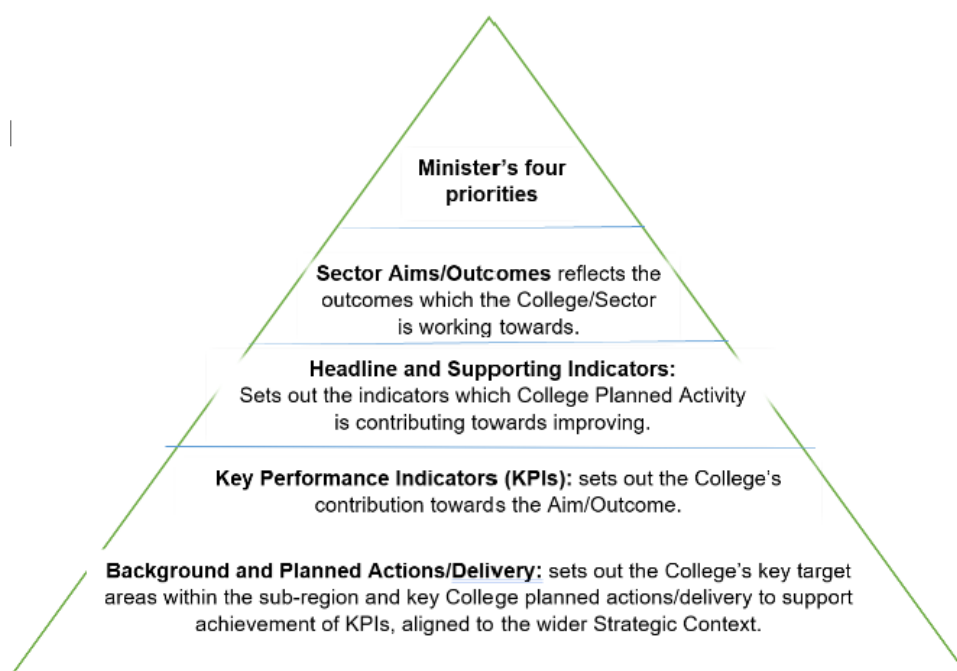 Minister's four
priorities
Sector Aims/Outcomes reflects the
outcomes which the College/Sector
is working towards.
Headline and Supporting Indicators:
Sets out the indicators which College Planned Activity
is contributing towards improving.
Key Performance Indicators (KPIs): sets out the College's
contribution towards the Aim/Outcome.
Background and Planned Actions/Delivery: sets out the College's key target
areas within the sub-region and key College planned actions/delivery to support
achievement of KPIs, aligned to the wider Strategic Context.